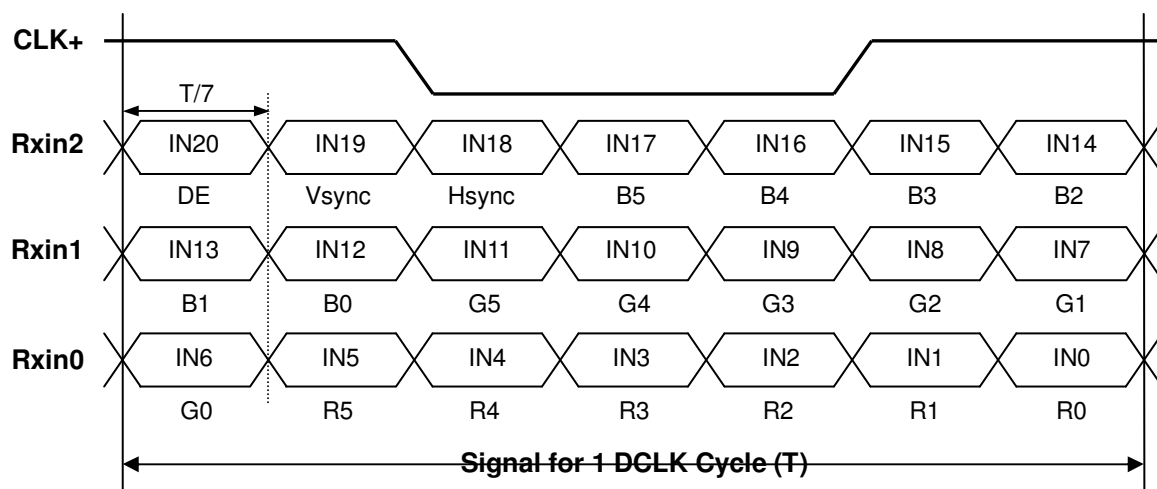 CLK+
T/7
Rxin2 IN20 IN19 IN18 IN17 IN16 IN15 IN14
DE Vsync Hsync B5 B4 B3 B2
Rxin1 IN13 IN12 IN11 IN10 IN9 IN8 IN7
B1 B0 G5 G4 G3 G2 G1
Rxin0 IN6 IN5 IN4 IN3 IN2 IN1 IN0
G0 R5 R4 R3 R2 R1 R0
Signal for 1 DCLK Cycle (T)